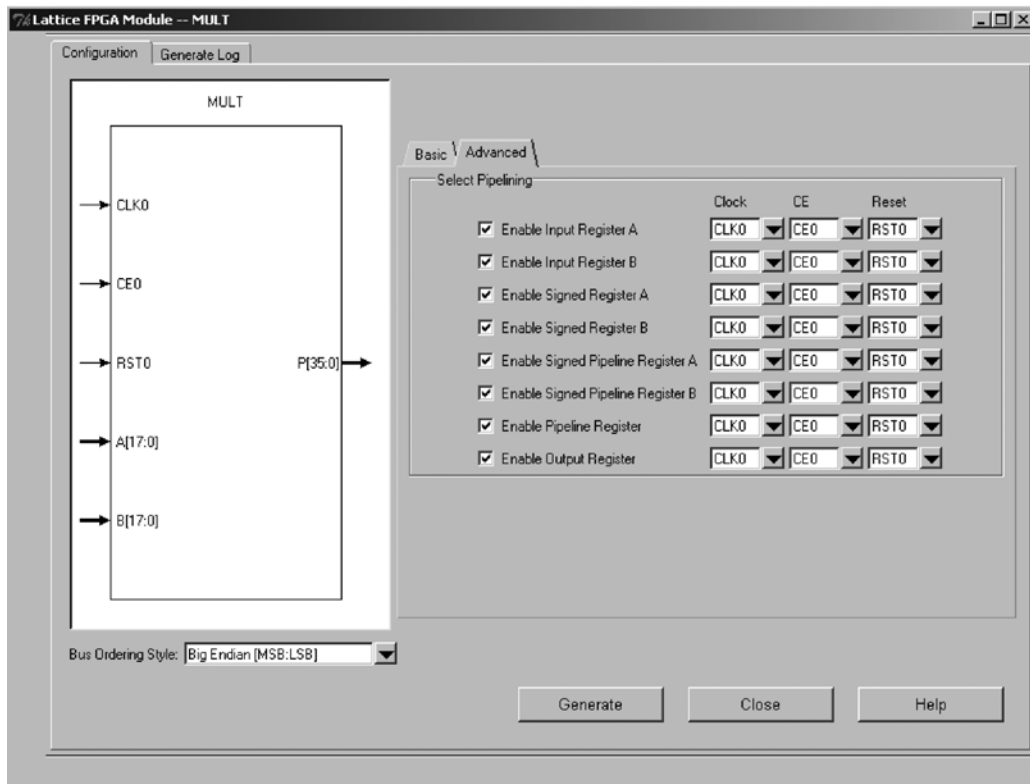 Lattice FPGA Module -- MULT
Configuration Generate Log
MULT
CLK0
CE0
RST0 P[35:0]
A[17:0]
B[17:0]
Bus Ordering Style: Big Endian [MSB:LSB]
Basic Advanced
Select Pipelining
Clock CE Reset
Enable Input Register A CLK0 CE0 RST0
Enable Input Register B CLK0 CE0 RST0
Enable Signed Register A CLK0 CE0 RST0
Enable Signed Register B CLK0 CE0 RST0
Enable Signed Pipeline Register A CLK0 CE0 RST0
Enable Signed Pipeline Register B CLK0 CE0 RST0
Enable Pipeline Register CLK0 CE0 RST0
Enable Output Register CLK0 CE0 RST0
Generate Close Help